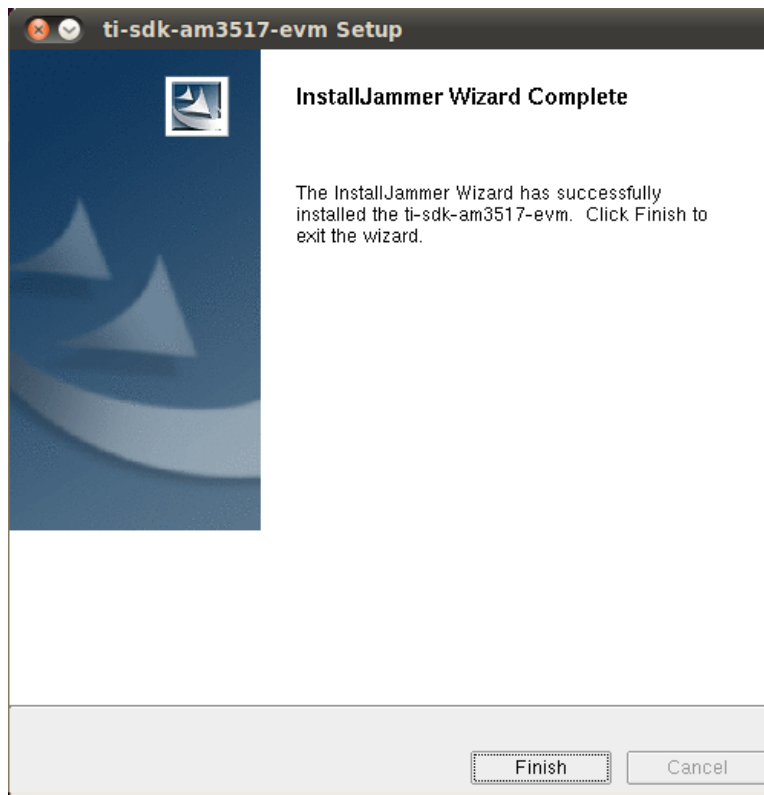 ti-sdk-am3517-evm Setup
InstallJammer Wizard Complete
The InstallJammer Wizard has successfully
installed the ti-sdk-am3517-evm.  Click Finish to
exit the wizard.
Finish
Cancel